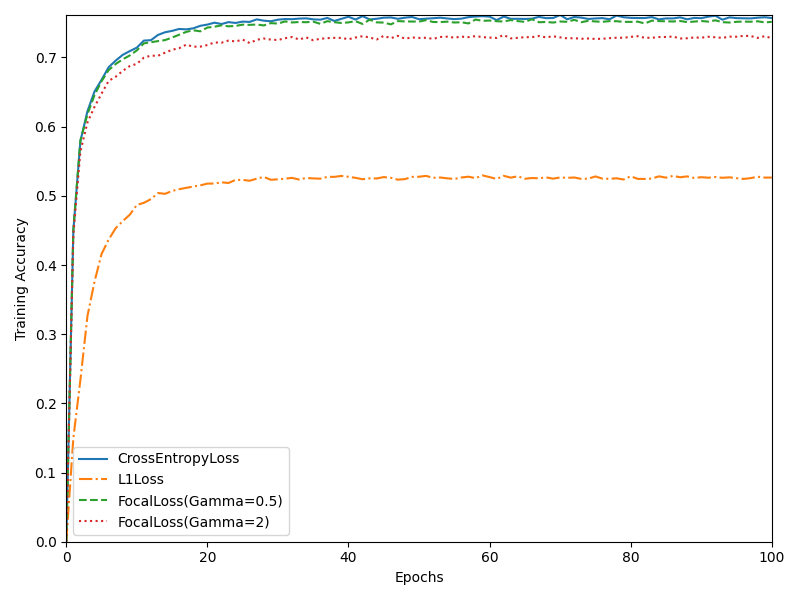 0.7
0.6
0.5
0.4
0.3
0.2
0.1
0.0
Training Accuracy
CrossEntropyLoss
L1Loss
FocalLoss(Gamma=0.5)
FocalLoss(Gamma=2)
0 20 40 60 80 100
Epochs